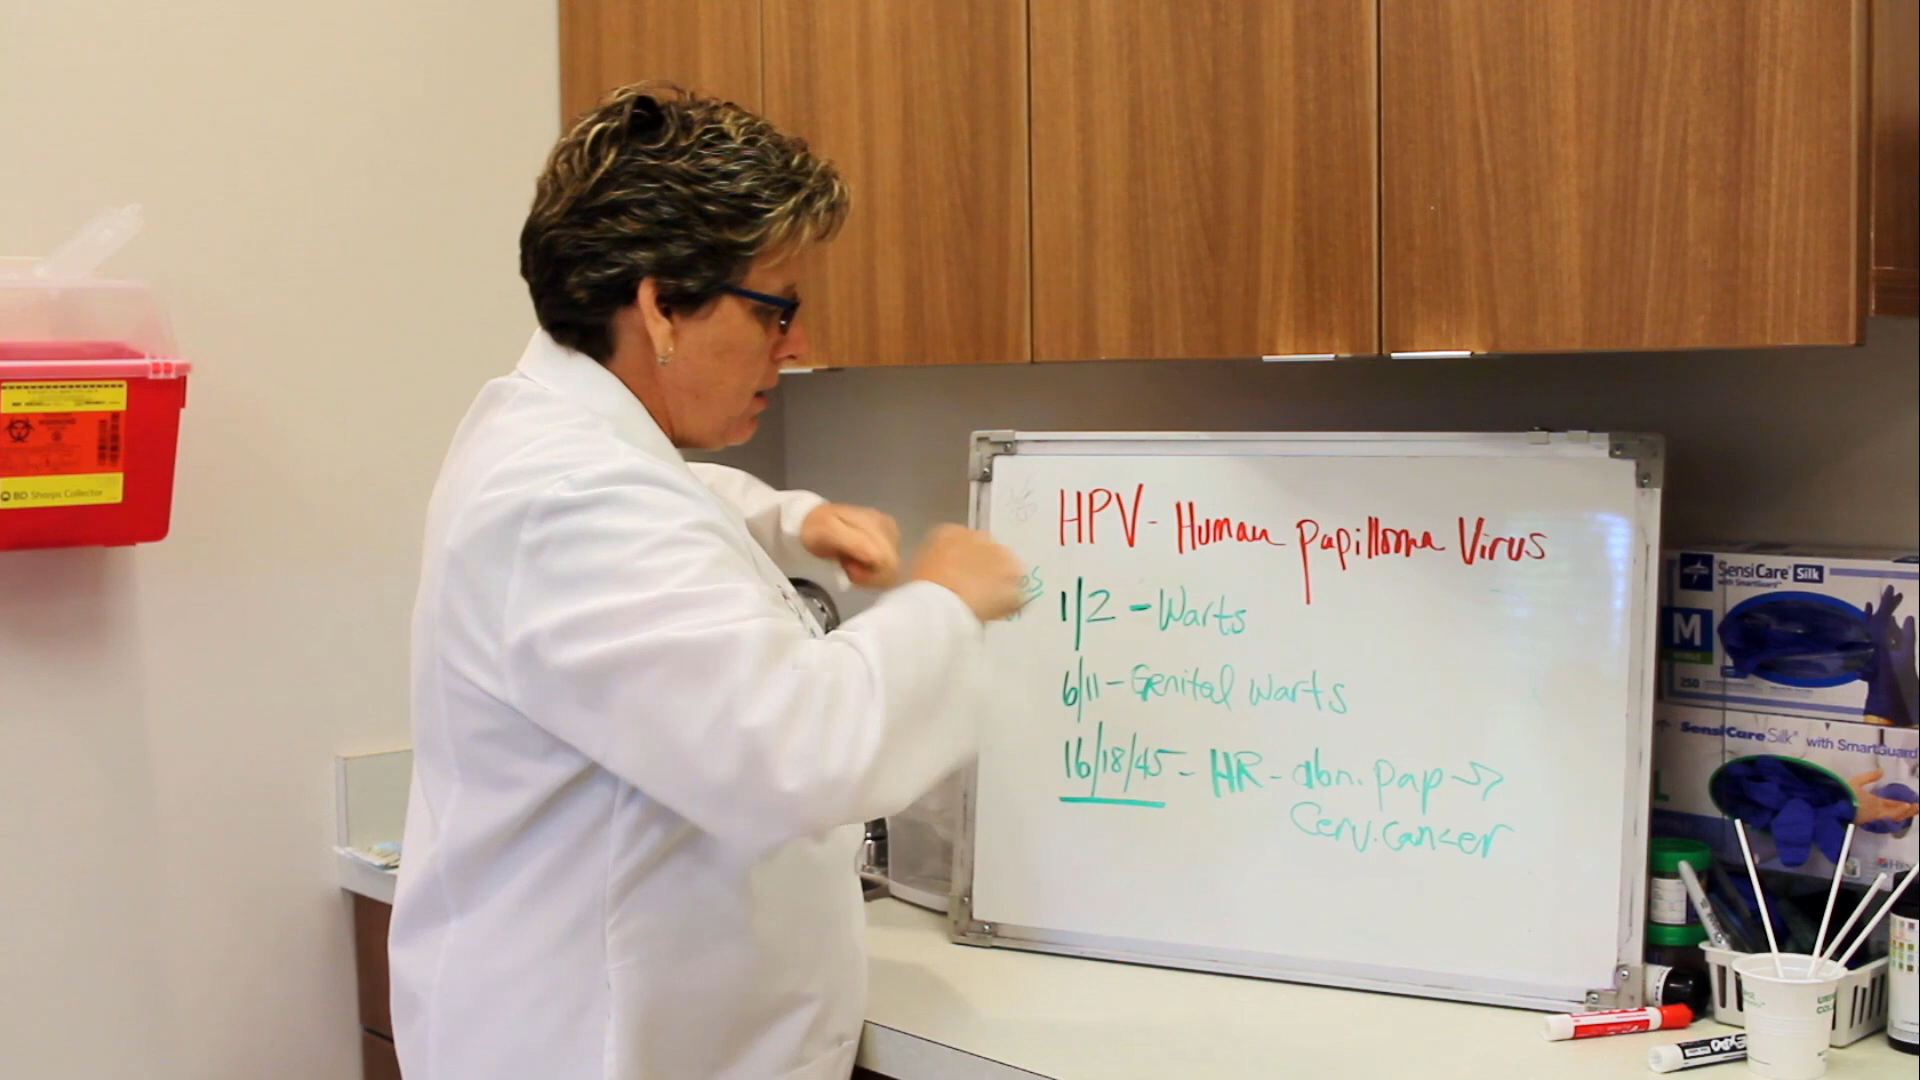 HPV - Human Papilloma Virus
1/2 - Warts
6/11 - Genital Warts
16/18/45 - HR - abn. pap →
Cerv. cancer
BD Sharps Collector
SensiCare Silk
with SmartGuard
M
250
SensiCare Silk with SmartGuard
L